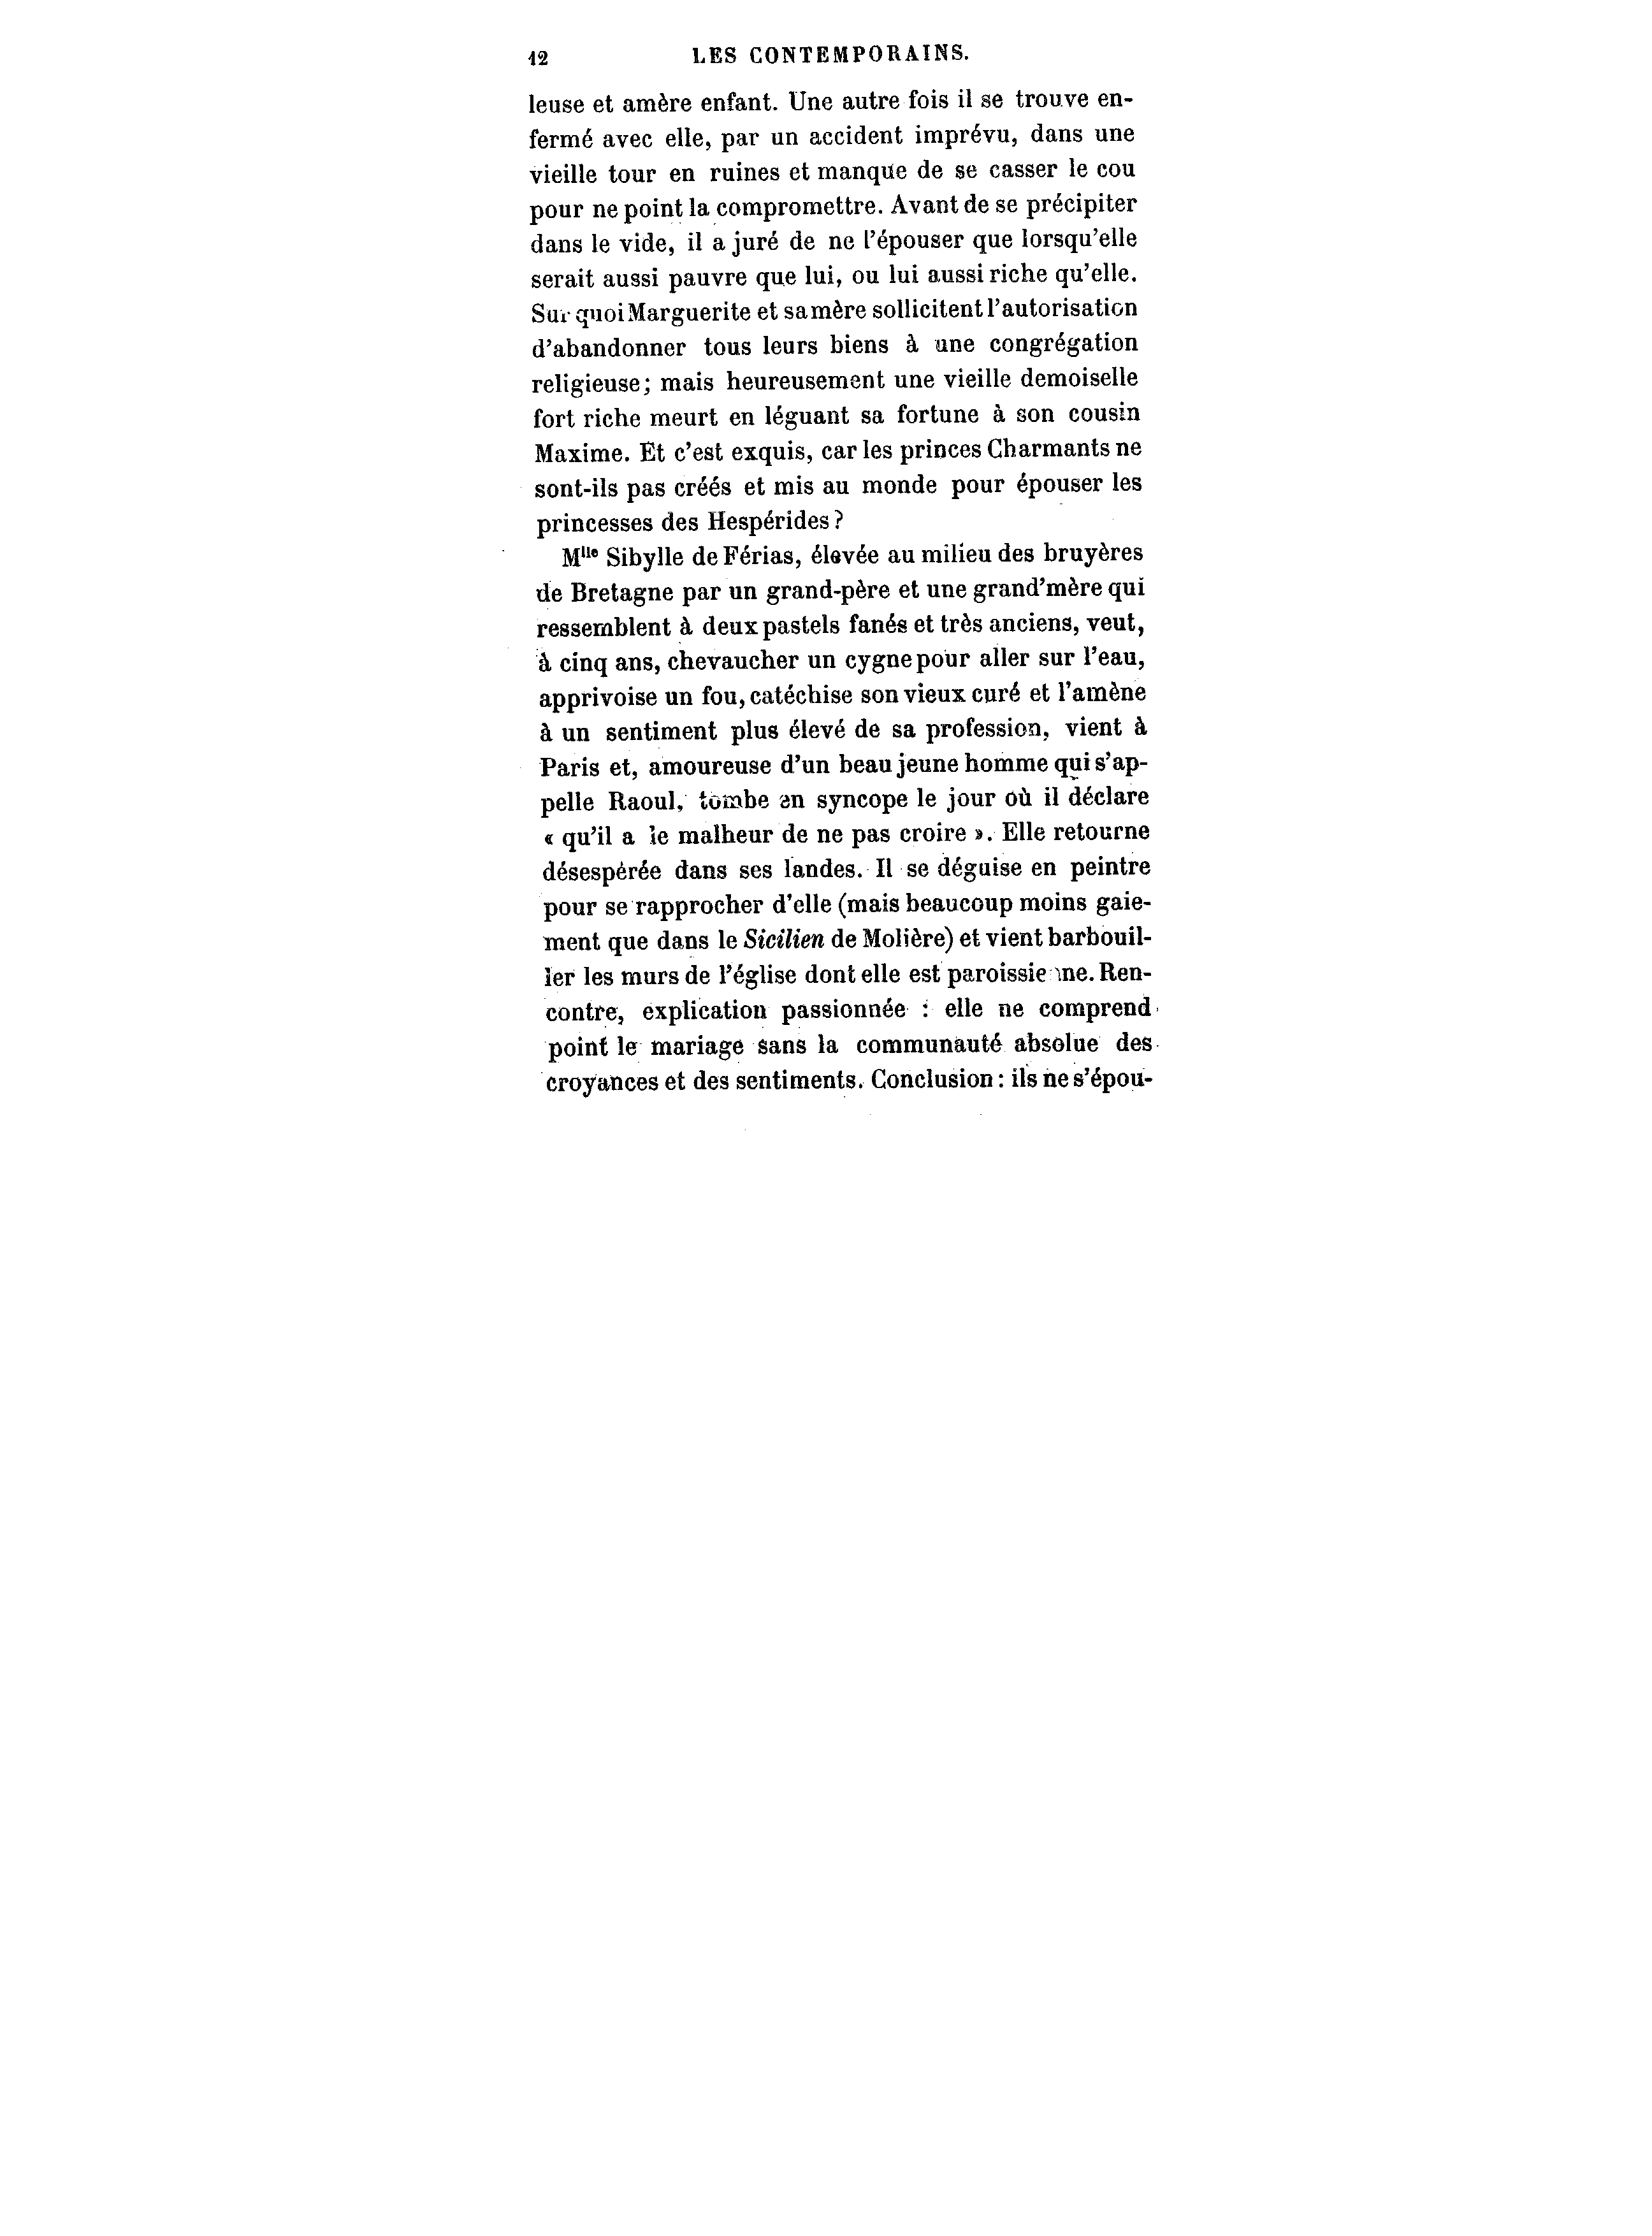 12 LES CONTEMPORAINS.
leuse et amère enfant. Une autre fois il se trouve en-
fermé avec elle, par un accident imprévu, dans une
vieille tour en ruines et manque de se casser le cou
pour ne point la compromettre. Avant de se précipiter
dans le vide, il a juré de ne l'épouser que lorsqu'elle
serait aussi pauvre que lui, ou lui aussi riche qu'elle.
Sur quoi Marguerite et sa mère sollicitent l'autorisation
d'abandonner tous leurs biens à une congrégation
religieuse; mais heureusement une vieille demoiselle
fort riche meurt en léguant sa fortune à son cousin
Maxime. Et c'est exquis, car les princes Charmants ne
sont-ils pas créés et mis au monde pour épouser les
princesses des Hespérides?
Mlle Sibylle de Férias, élevée au milieu des bruyères
de Bretagne par un grand-père et une grand'mère qui
ressemblent à deux pastels fanés et très anciens, veut,
à cinq ans, chevaucher un cygne pour aller sur l'eau,
apprivoise un fou, catéchise son vieux curé et l'amène
à un sentiment plus élevé de sa profession, vient à
Paris et, amoureuse d'un beau jeune homme qui s'ap-
pelle Raoul, tombe en syncope le jour où il déclare
« qu'il a le malheur de ne pas croire ». Elle retourne
désespérée dans ses landes. Il se déguise en peintre
pour se rapprocher d'elle (mais beaucoup moins gaie-
ment que dans le Sicilien de Molière) et vient barbouil-
ler les murs de l'église dont elle est paroissienne. Ren-
contre, explication passionnée : elle ne comprend
point le mariage sans la communauté absolue des
croyances et des sentiments. Conclusion : ils ne s'épou-